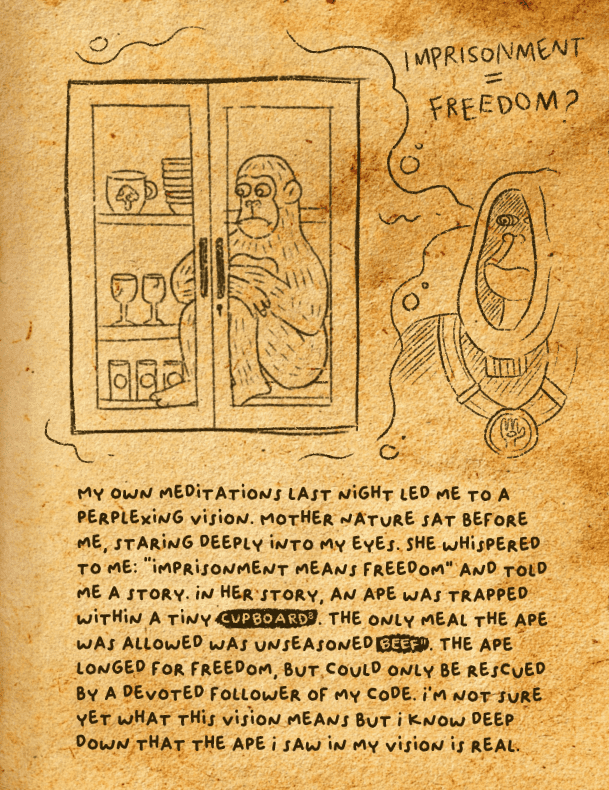 IMPRISONMENT
=
FREEDOM?
MY OWN MEDITATIONS LAST NIGHT LED ME TO A
PERPLEXING VISION. MOTHER NATURE SAT BEFORE
ME, STARING DEEPLY INTO MY EYES. SHE WHISPERED
TO ME: "IMPRISONMENT MEANS FREEDOM" AND TOLD
ME A STORY. IN HER STORY, AN APE WAS TRAPPED
WITHIN A TINY CUPBOARD⁸. THE ONLY MEAL THE APE
WAS ALLOWED WAS UNSEASONED BEEF¹¹. THE APE
LONGED FOR FREEDOM, BUT COULD ONLY BE RESCUED
BY A DEVOTED FOLLOWER OF MY CODE. I'M NOT SURE
YET WHAT THIS VISION MEANS BUT I KNOW DEEP
DOWN THAT THE APE I SAW IN MY VISION IS REAL.